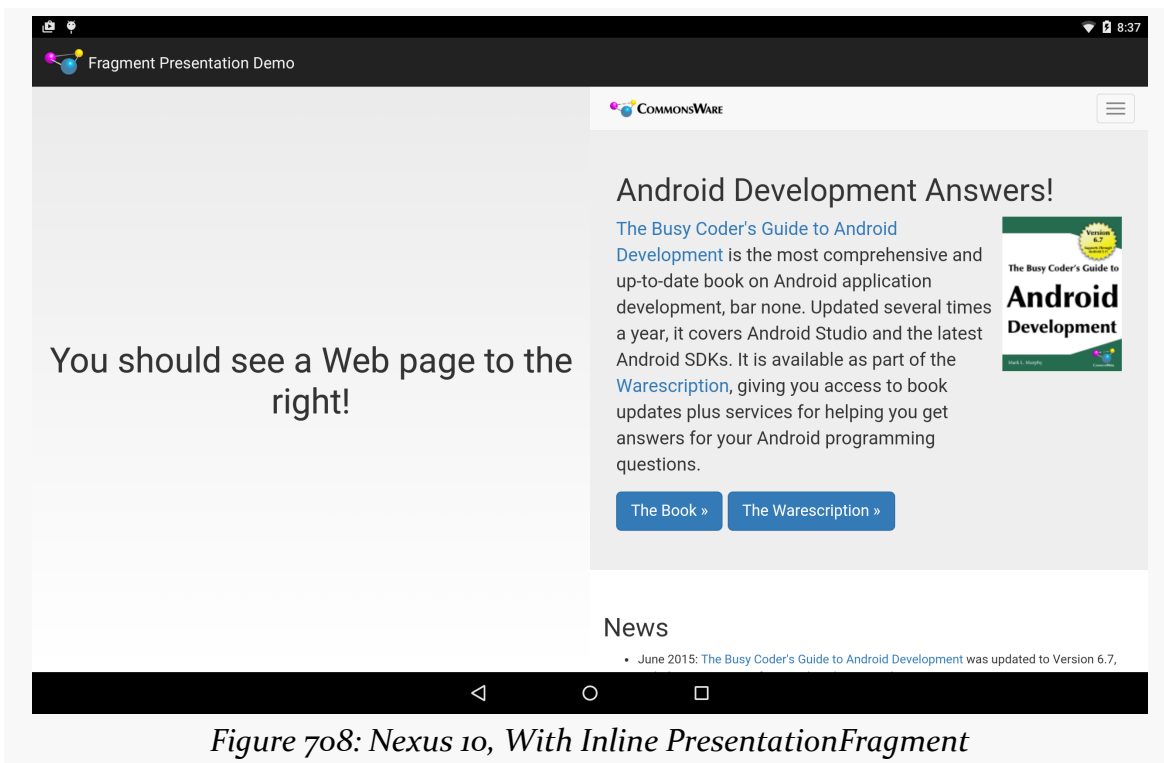 8:37
Fragment Presentation Demo
You should see a Web page to the
right!
COMMONSWARE
Android Development Answers!
The Busy Coder's Guide to Android
Development is the most comprehensive and
up-to-date book on Android application
development, bar none. Updated several times
a year, it covers Android Studio and the latest
Android SDKs. It is available as part of the
Warescription, giving you access to book
updates plus services for helping you get
answers for your Android programming
questions.
Version
6.7
The Busy Coder's Guide to
Android
Development
Mark L. Murphy
CommonsWare
The Book »
The Warescription »
News
• June 2015: The Busy Coder's Guide to Android Development was updated to Version 6.7,
Figure 708: Nexus 10, With Inline PresentationFragment